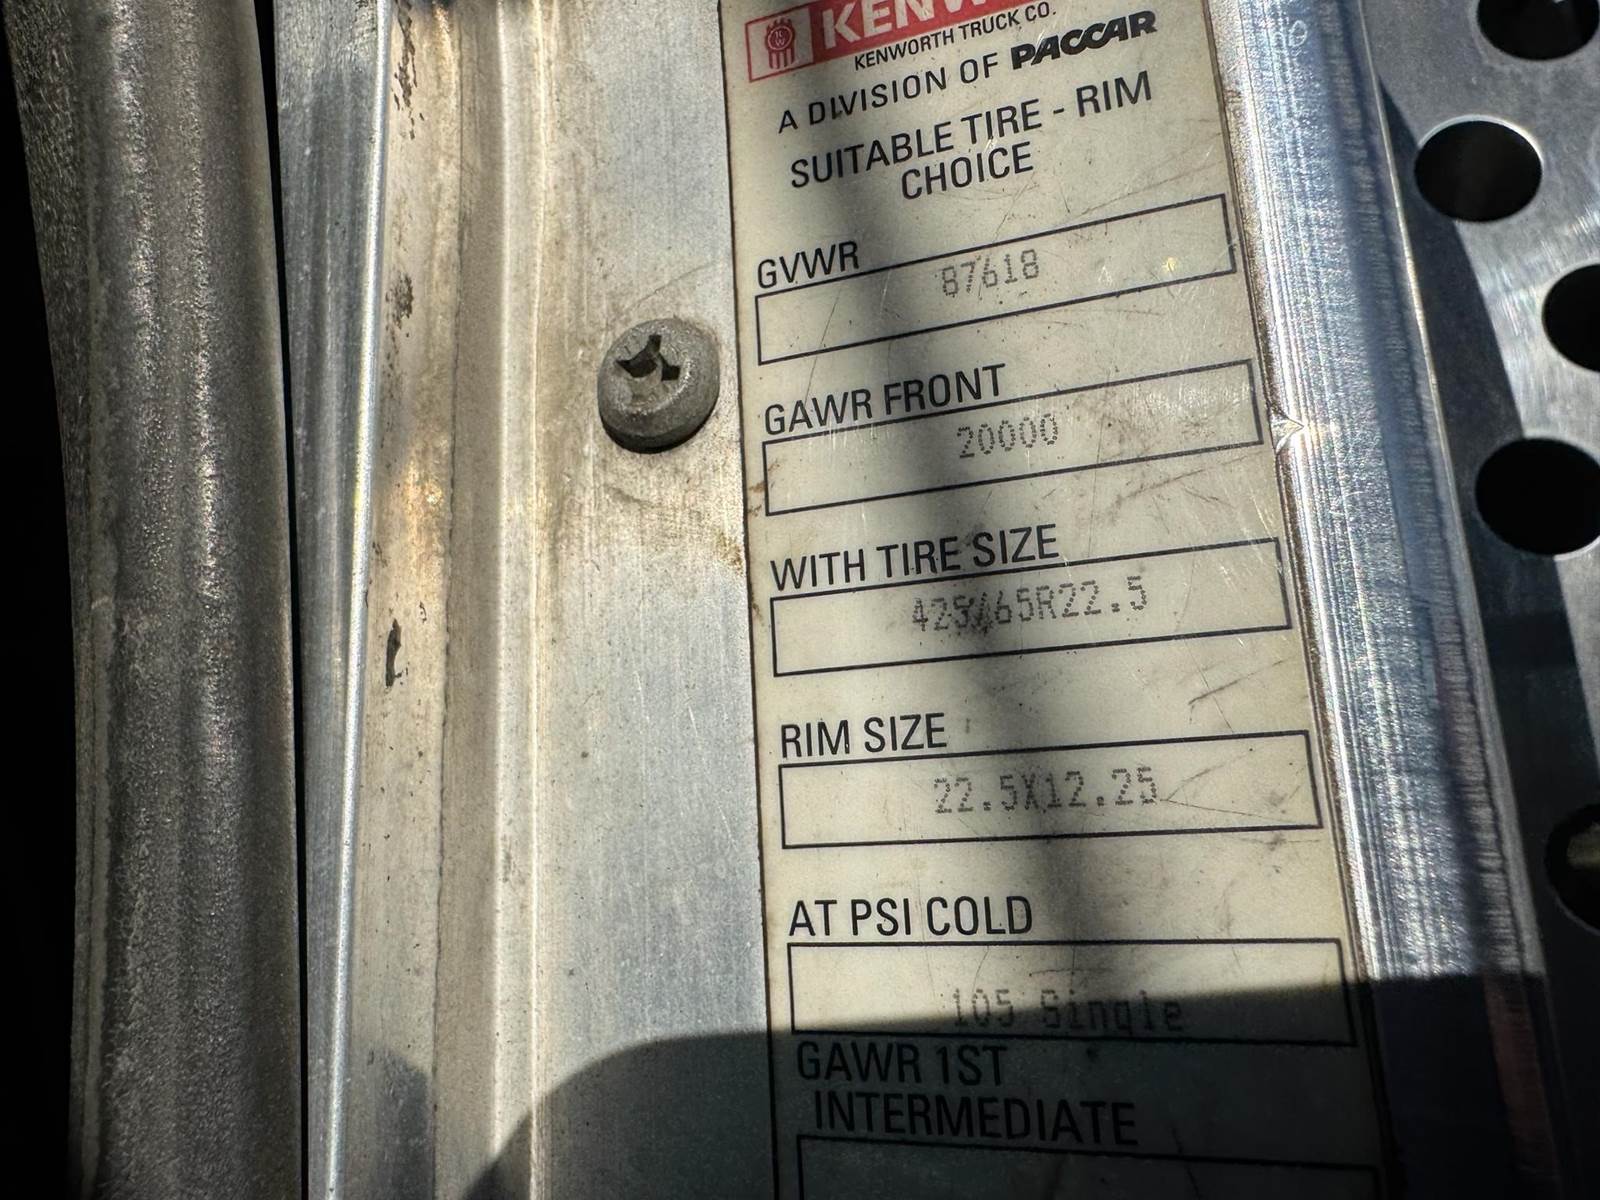 KENWORTH TRUCK CO.
A DIVISION OF PACCAR
SUITABLE TIRE - RIM
CHOICE
GVWR
87618
GAWR FRONT
20000
WITH TIRE SIZE
425/65R22.5
RIM SIZE
22.5X12.25
AT PSI COLD
105 Single
GAWR 1ST
INTERMEDIATE